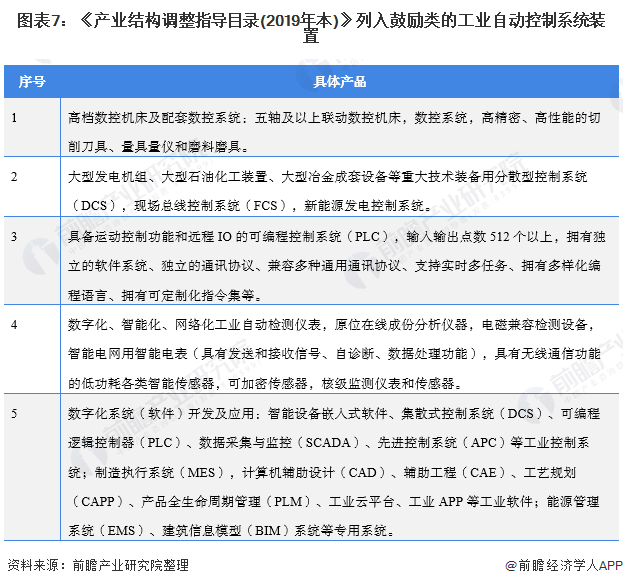 图表7：《产业结构调整指导目录(2019年本)》列入鼓励类的工业自动控制系统装
置
序号 具体产品
1 高档数控机床及配套数控系统：五轴及以上联动数控机床，数控系统，高精密、高性能的切
削刀具、量具量仪和磨料磨具。
2 大型发电机组、大型石油化工装置、大型冶金成套设备等重大技术装备用分散型控制系统
（DCS），现场总线控制系统（FCS），新能源发电控制系统。
3 具备运动控制功能和远程 IO 的可编程控制系统（PLC），输入输出点数 512 个以上，拥有独
立的软件系统、独立的通讯协议、兼容多种通用通讯协议、支持实时多任务、拥有多样化编
程语言、拥有可定制化指令集等。
4 数字化、智能化、网络化工业自动检测仪表，原位在线成份分析仪器，电磁兼容检测设备，
智能电网用智能电表（具有发送和接收信号、自诊断、数据处理功能），具有无线通信功能
的低功耗各类智能传感器，可加密传感器，核级监测仪表和传感器。
5 数字化系统（软件）开发及应用：智能设备嵌入式软件、集散式控制系统（DCS）、可编程
逻辑控制器（PLC）、数据采集与监控（SCADA）、先进控制系统（APC）等工业控制系
统；制造执行系统（MES），计算机辅助设计（CAD）、辅助工程（CAE）、工艺规划
（CAPP）、产品全生命周期管理（PLM）、工业云平台、工业 APP 等工业软件；能源管理
系统（EMS）、建筑信息模型（BIM）系统等专用系统。
资料来源：前瞻产业研究院整理 @前瞻经济学人APP
前瞻产业研究院